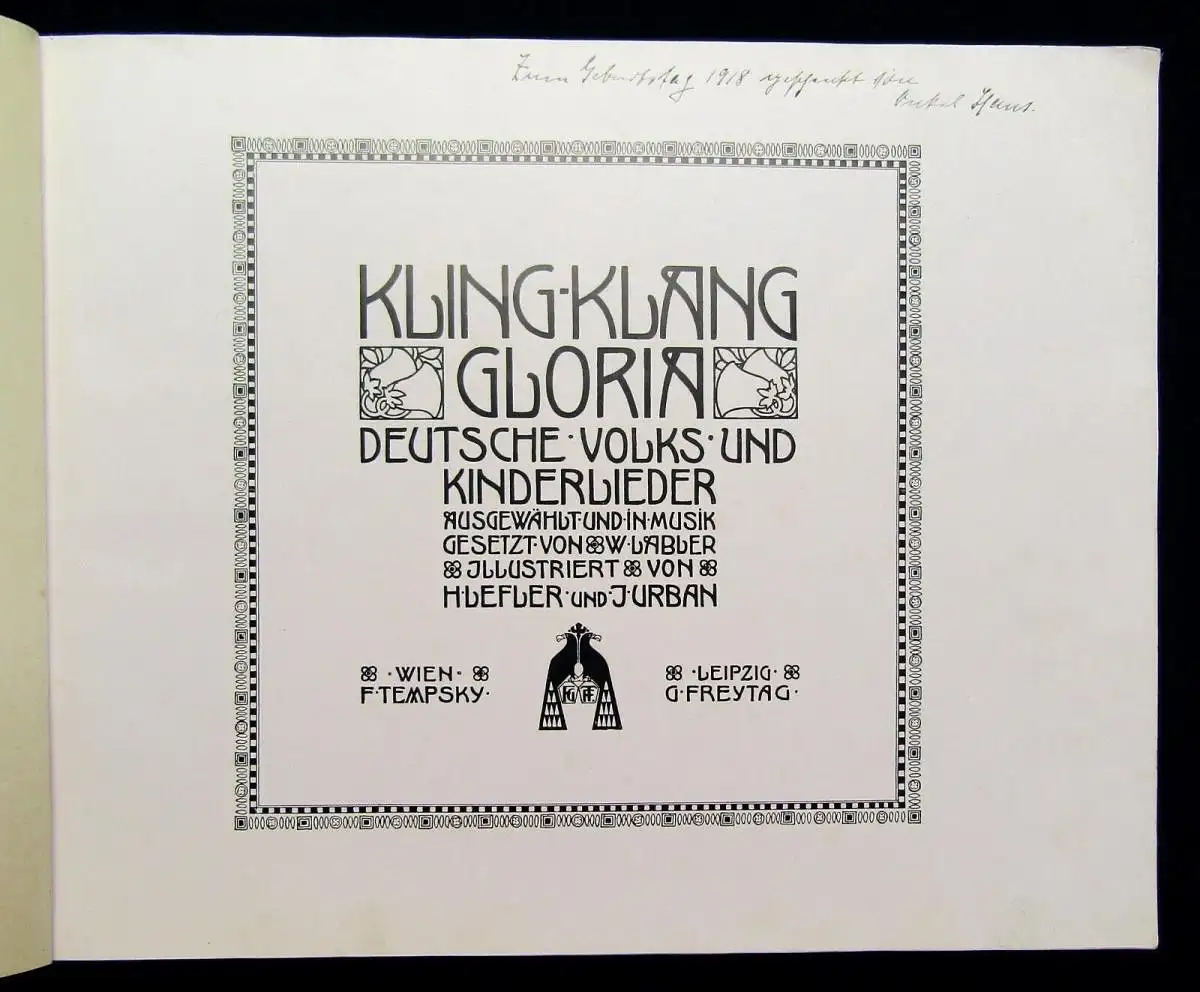 Zum Geburtstag 1918 geschenkt von
Onkel Hans.
KLING-KLANG
GLORIA
DEUTSCHE·VOLKS·UND
KINDERLIEDER
AUSGEWÄHLT·UND·IN·MUSIK
GESETZT·VON W·LABLER
ILLUSTRIERT VON
H·LEFLER·UND·J·URBAN
·WIEN·
F·TEMPSKY·
·LEIPZIG·
G·FREYTAG·